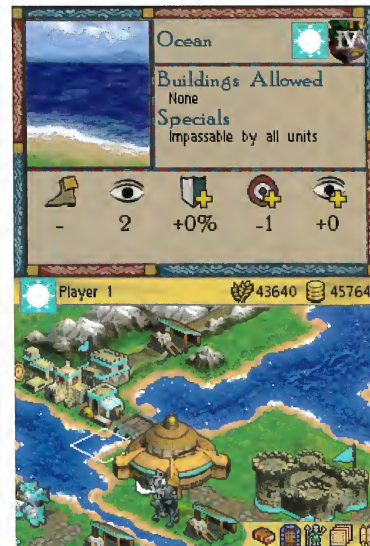 Ocean
IV
Buildings Allowed
None
Specials
Impassable by all units
- 2 +0% -1 +0
Player 1 43640 45764